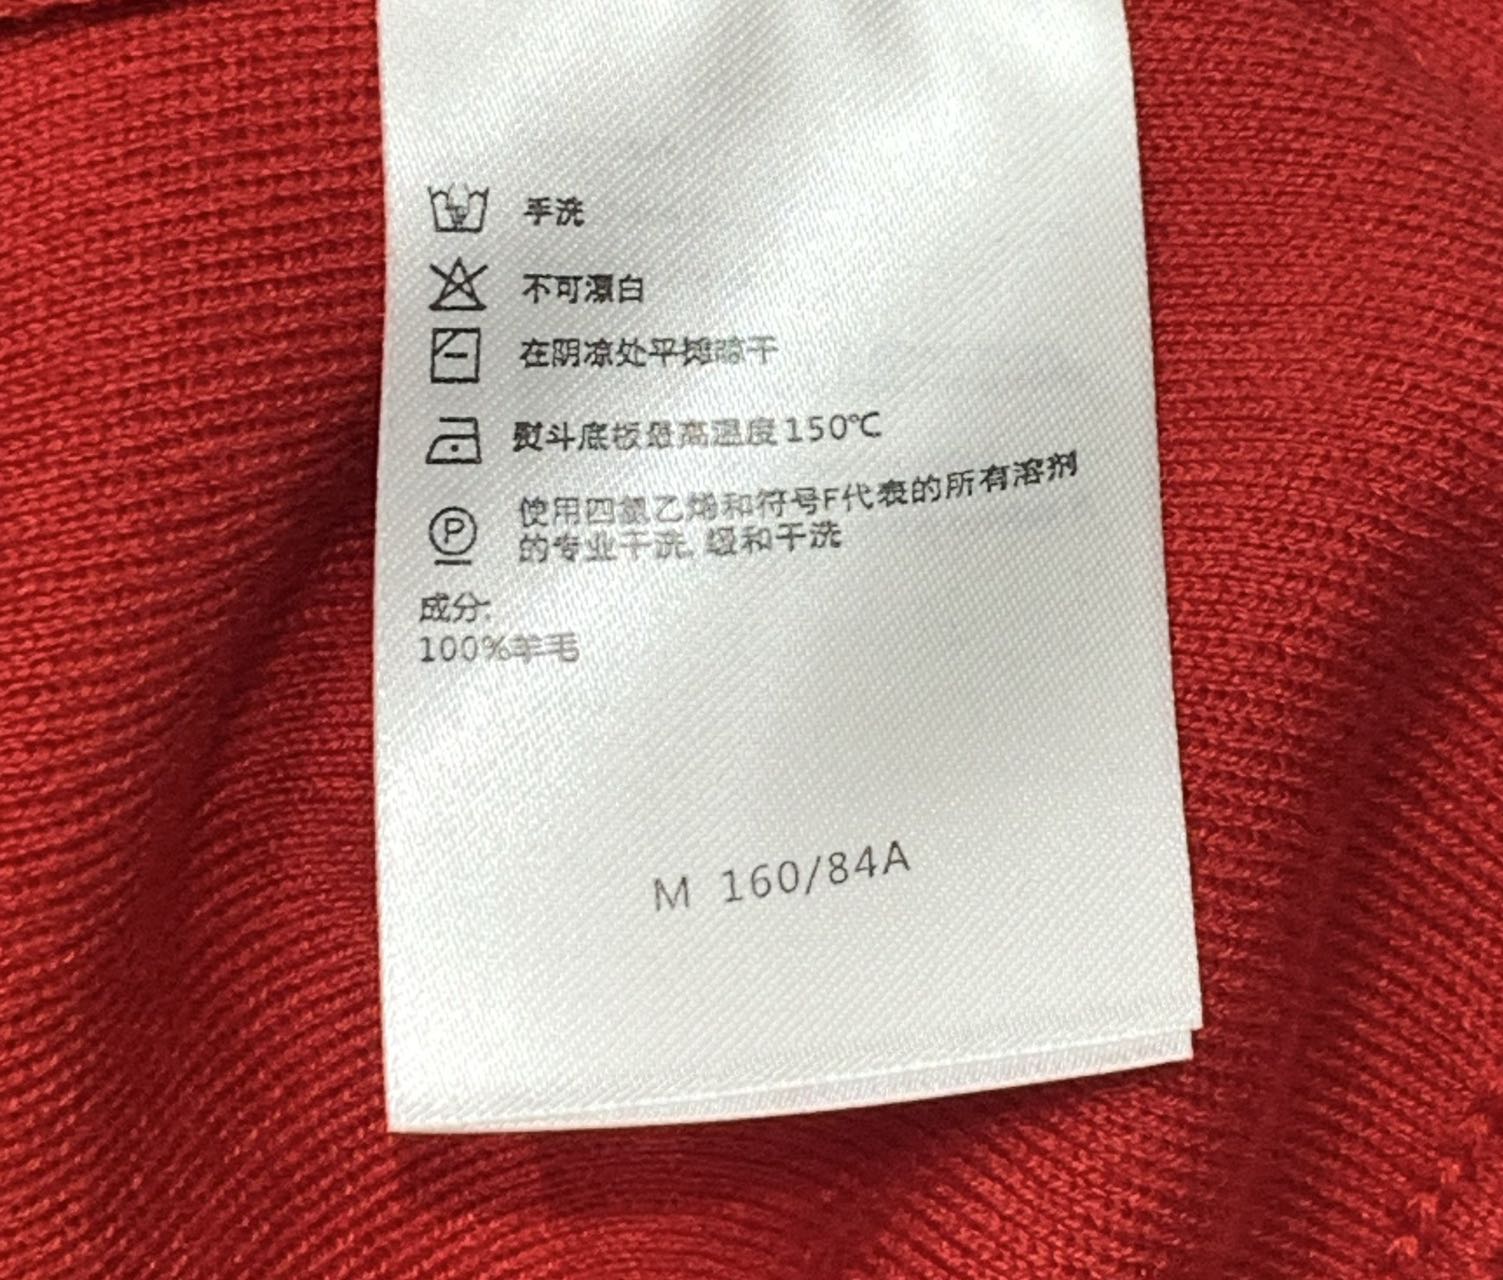 手洗
不可漂白
在阴凉处平摊晾干
熨斗底板最高温度150℃
使用四氯乙烯和符号F代表的所有溶剂
的专业干洗,缓和干洗
P
成分:
100%羊毛
M 160/84A